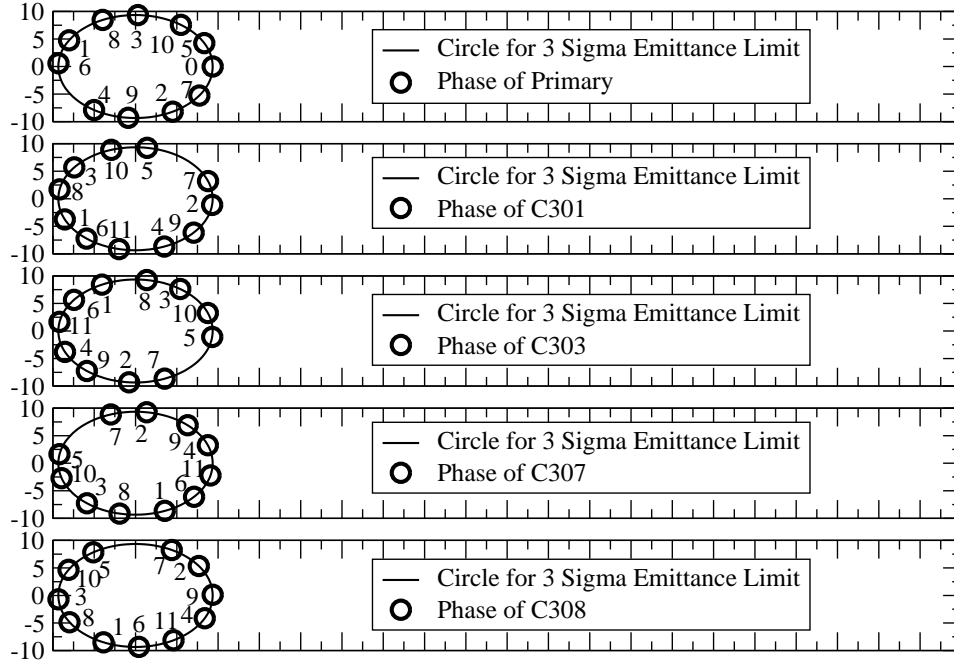 10
5
0
-5
-10
8 3 10
1 5
6 0
4 9 2 7
Circle for 3 Sigma Emittance Limit
Phase of Primary
10
5
0
-5
-10
3 10 5 7
8 2
1 6 11 4 9
Circle for 3 Sigma Emittance Limit
Phase of C301
10
5
0
-5
-10
6 1 8 3 10
11 5
4 9 2 7
Circle for 3 Sigma Emittance Limit
Phase of C303
10
5
0
-5
-10
7 2 9 4
5 11
10 3 8 1 6
Circle for 3 Sigma Emittance Limit
Phase of C307
10
5
0
-5
-10
10 5 7 2
3 9
8 1 6 11 4
Circle for 3 Sigma Emittance Limit
Phase of C308